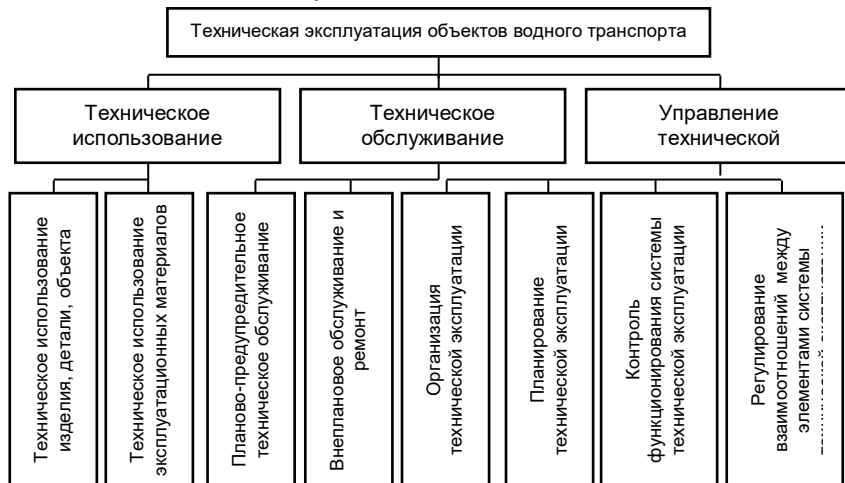 Техническая эксплуатация объектов водного транспорта
Техническое
использование
Техническое
обслуживание
Управление
технической
Техническое использование
изделия, детали, объекта
Техническое использование
эксплуатационных материалов
Планово-предупредительное
техническое обслуживание
Внеплановое обслуживание и
ремонт
Организация
технической эксплуатации
Планирование
технической эксплуатации
Контроль
функционирования системы
технической эксплуатации
Регулирование
взаимоотношений между
элементами системы